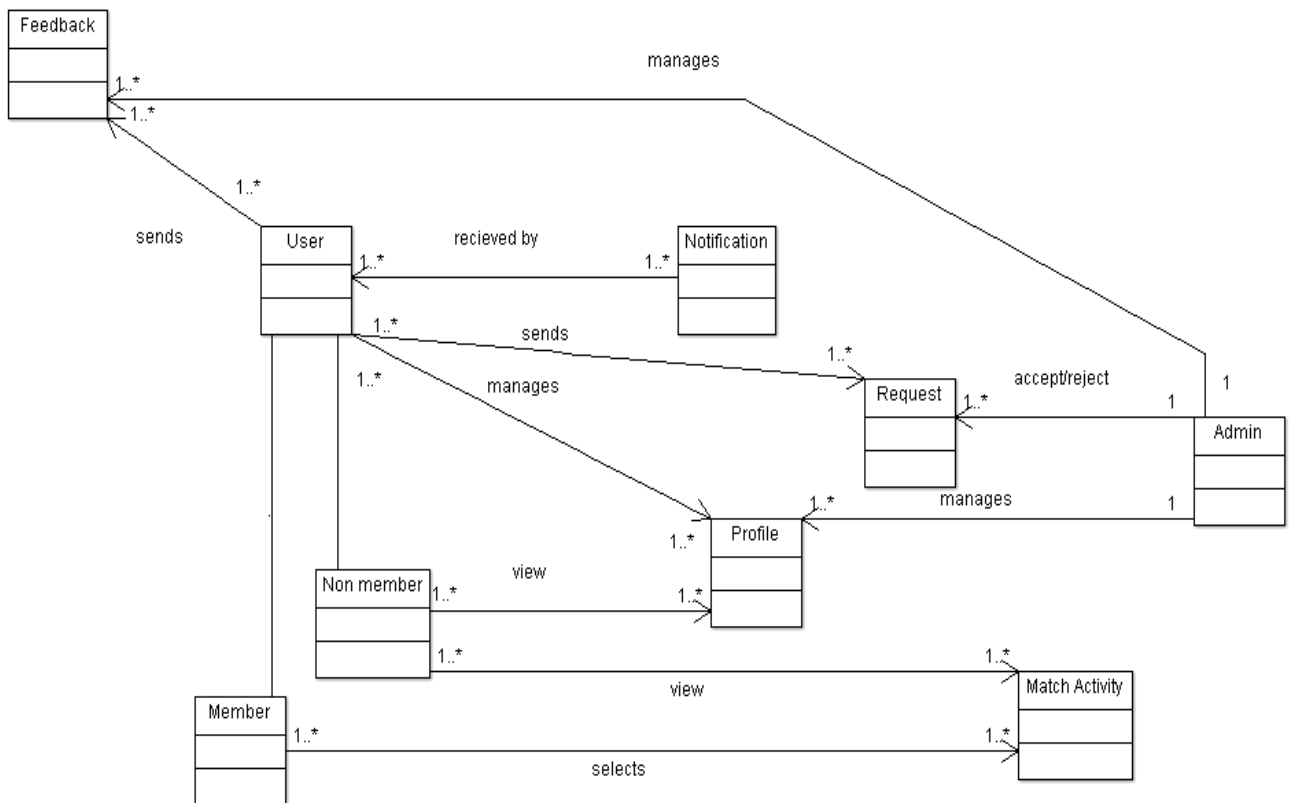 Feedback
manages
1..*
1..*
1..*
sends
User
recieved by
Notification
1..*
1..*
1..*
sends
1..*
1..*
manages
accept/reject
1
Request
1..*
1
Admin
manages
1..*
1
1..*
Profile
Non member
view
1..*
1..*
1..*
1..*
view
Match Activity
Member
1..*
1..*
selects